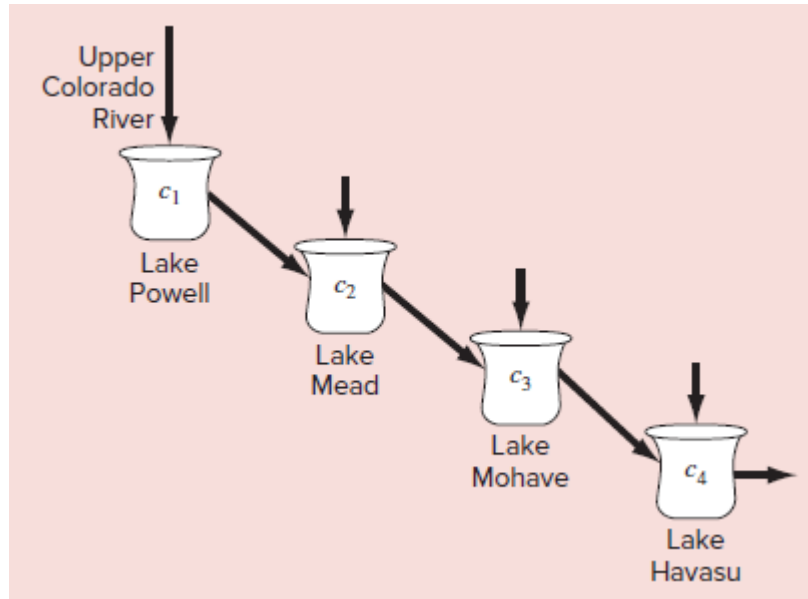 Upper
Colorado
River
c1
Lake
Powell
c2
Lake
Mead
c3
Lake
Mohave
c4
Lake
Havasu